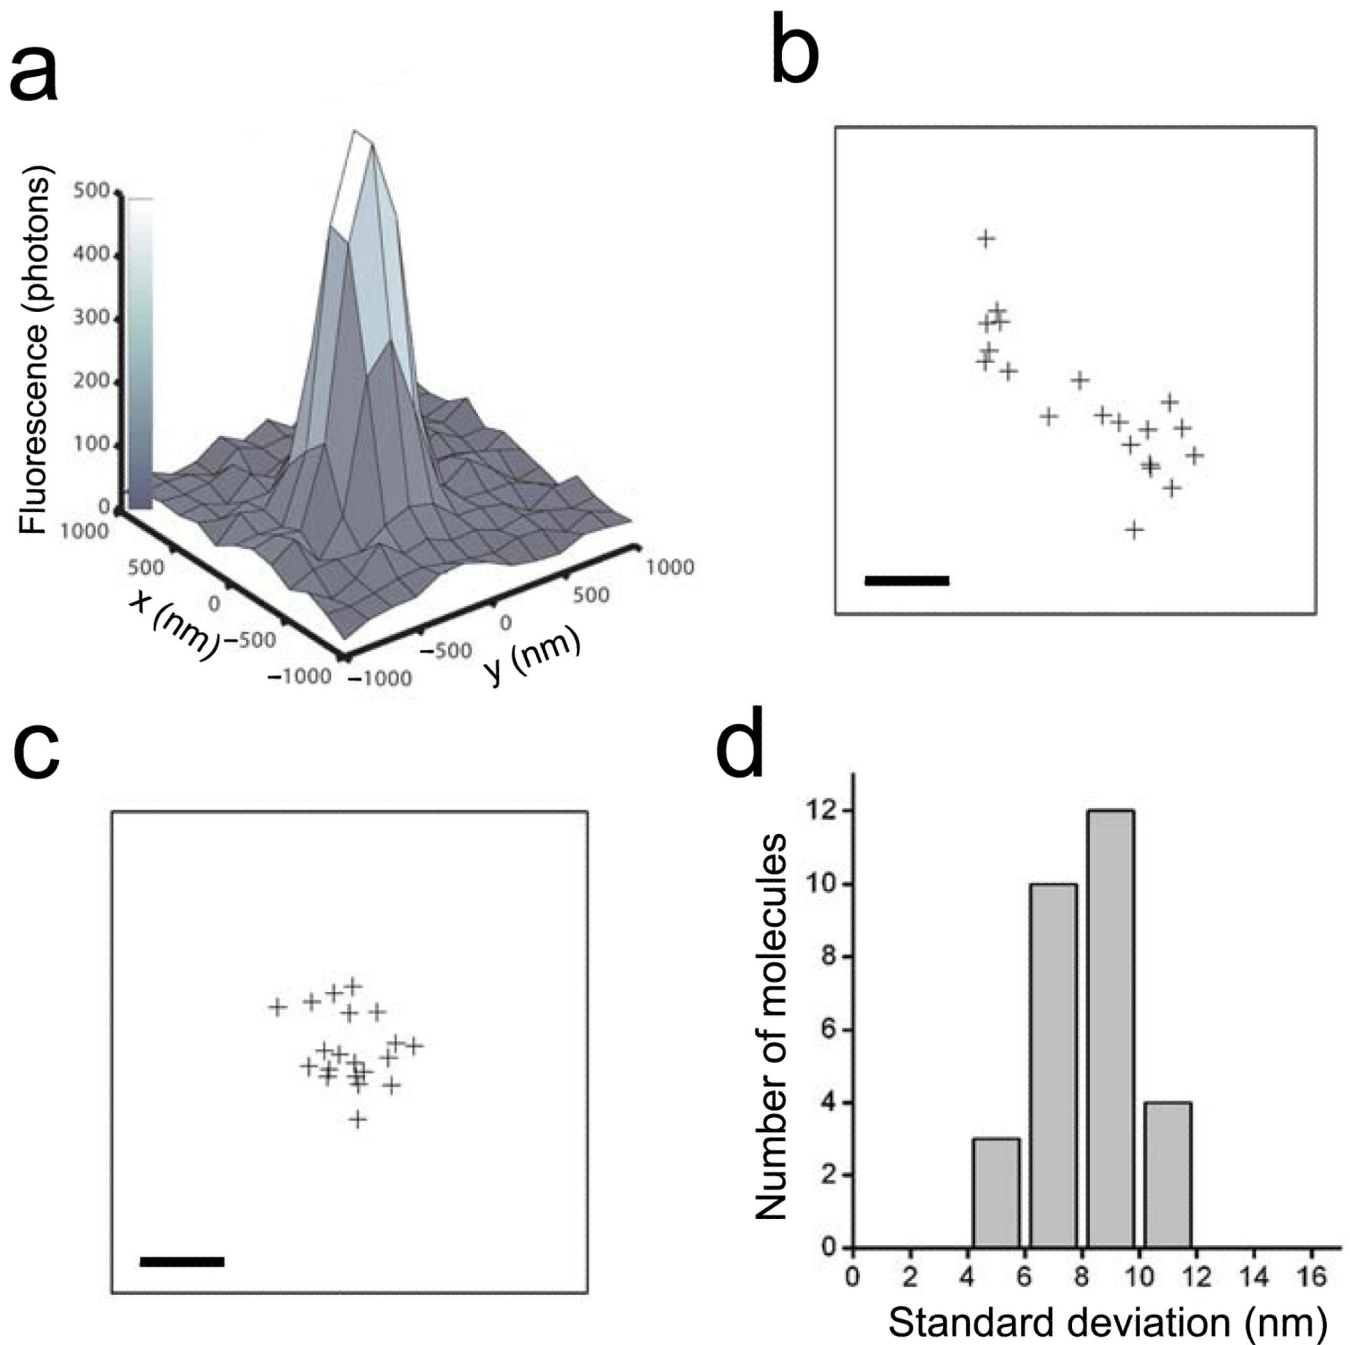 a
Fluorescence (photons)
500
400
300
200
100
0
1000
500
0
−500
−1000
x (nm)
−1000
−500
0
500
1000
y (nm)
b
c
d
Number of molecules
12
10
8
6
4
2
0
0 2 4 6 8 10 12 14 16
Standard deviation (nm)